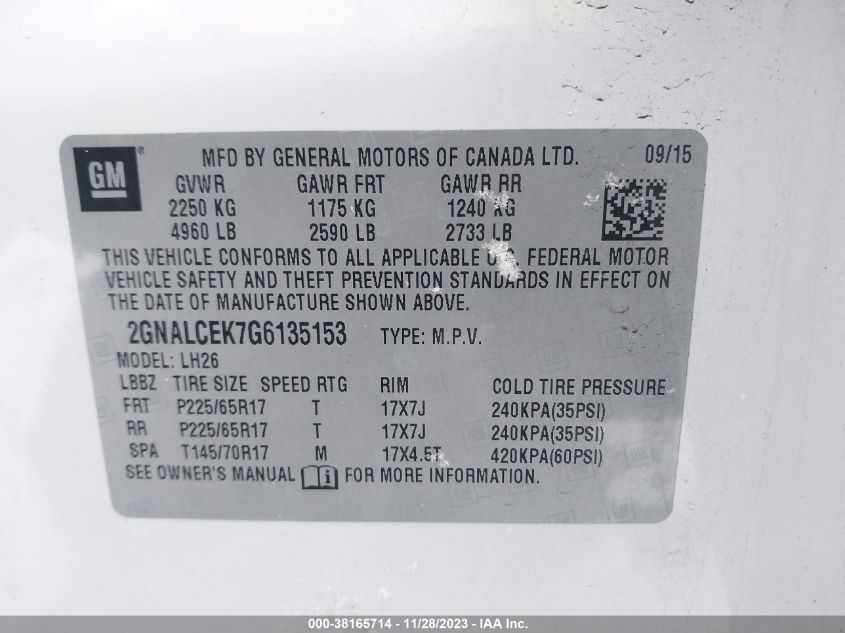 GM ® MFD BY GENERAL MOTORS OF CANADA LTD. 09/15
GVWR GAWR FRT GAWR RR
2250 KG 1175 KG 1240 KG
4960 LB 2590 LB 2733 LB
THIS VEHICLE CONFORMS TO ALL APPLICABLE U.S. FEDERAL MOTOR
VEHICLE SAFETY AND THEFT PREVENTION STANDARDS IN EFFECT ON
THE DATE OF MANUFACTURE SHOWN ABOVE.
2GNALCEK7G6135153 TYPE: M.P.V.
MODEL: LH26
LBBZ TIRE SIZE SPEED RTG RIM COLD TIRE PRESSURE
FRT P225/65R17 T 17X7J 240KPA(35PSI)
RR P225/65R17 T 17X7J 240KPA(35PSI)
SPA T145/70R17 M 17X4.5T 420KPA(60PSI)
SEE OWNER'S MANUAL i FOR MORE INFORMATION.
000-38165714 - 11/28/2023 - IAA Inc.